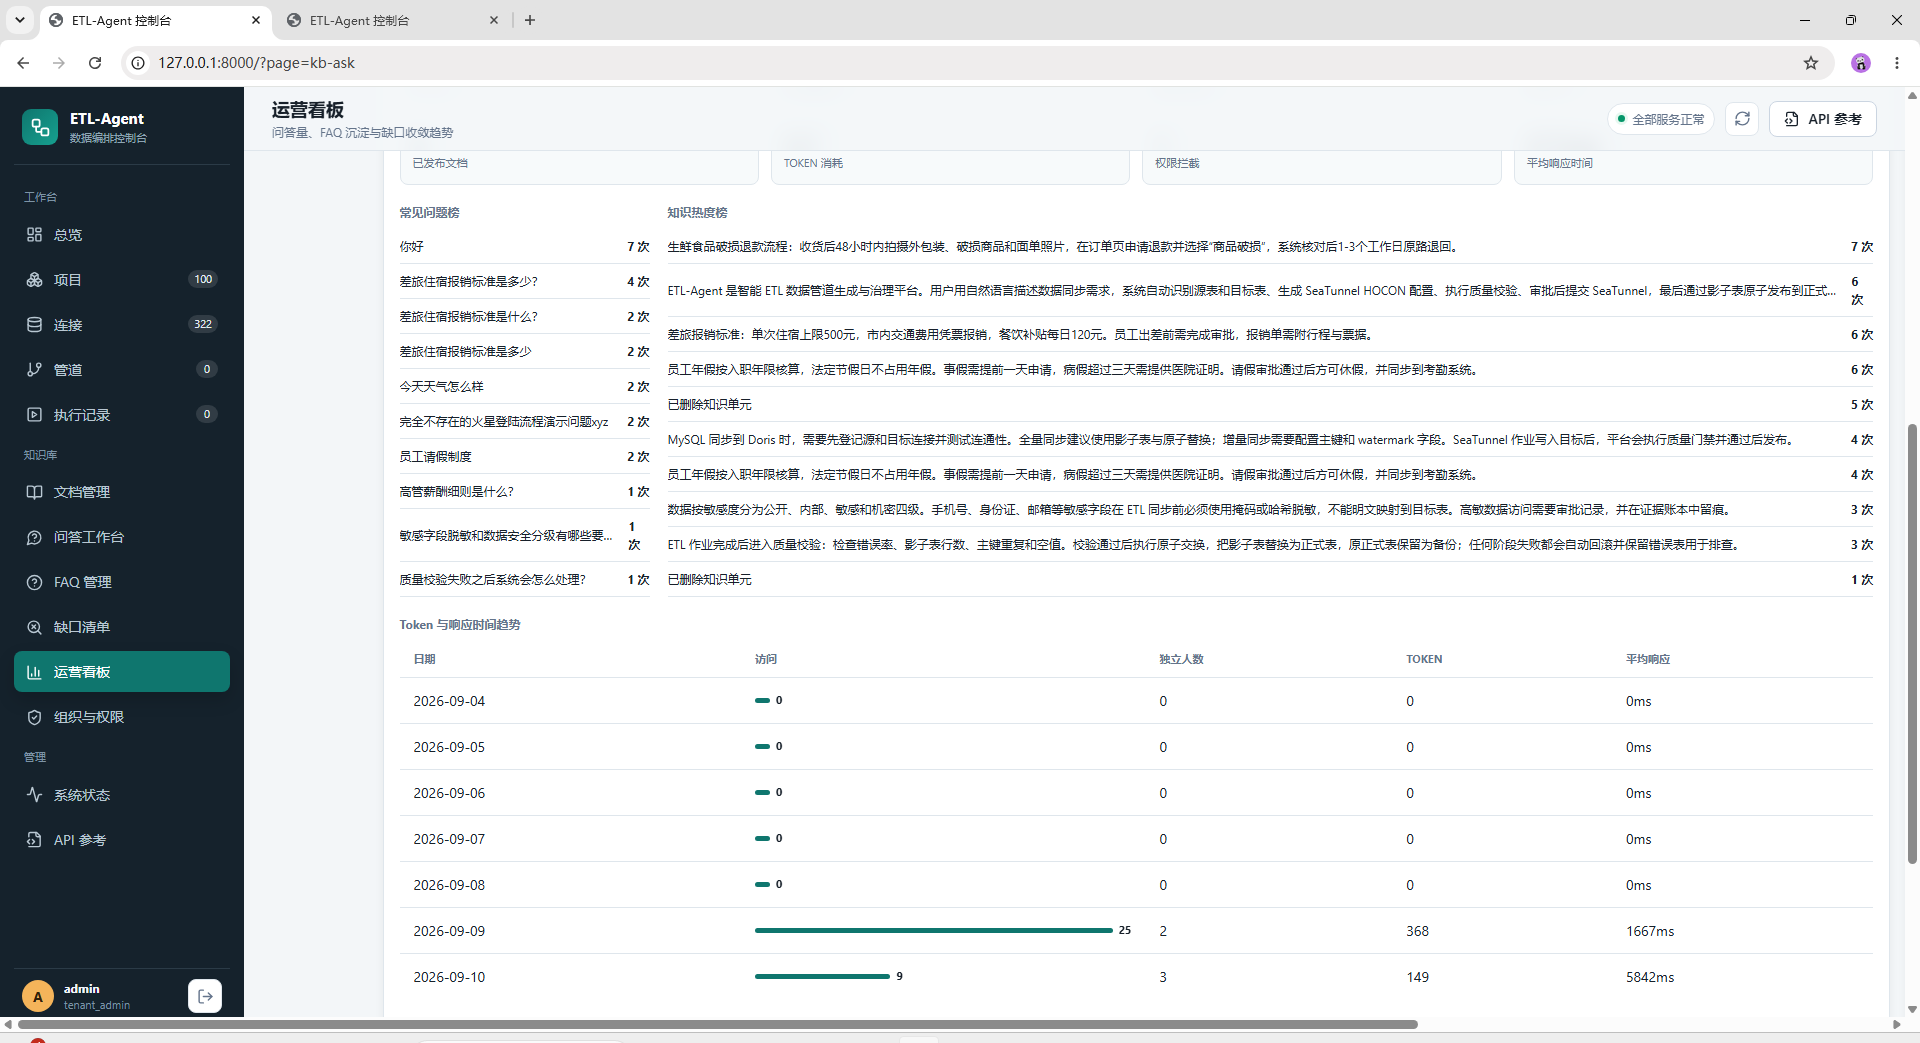 ETL-Agent 控制台
ETL-Agent 控制台
127.0.0.1:8000/?page=kb-ask
ETL-Agent
数据编排控制台
工作台
总览
项目 100
连接 322
管道 0
执行记录 0
知识库
文档管理
问答工作台
FAQ 管理
缺口清单
运营看板
组织与权限
管理
系统状态
API 参考
A
admin
tenant_admin
运营看板
问答量、FAQ 沉淀与缺口收敛趋势
全部服务正常
API 参考
已发布文档
TOKEN 消耗
权限拦截
平均响应时间
常见问题榜
你好 7 次
差旅住宿报销标准是多少? 4 次
差旅住宿报销标准是什么? 2 次
差旅住宿报销标准是多少 2 次
今天天气怎么样 2 次
完全不存在的火星登陆流程演示问题xyz 2 次
员工请假制度 2 次
高管薪酬细则是什么? 1 次
敏感字段脱敏和数据安全分级有哪些要... 1
次
质量校验失败之后系统会怎么处理? 1 次
知识热度榜
生鲜食品破损退款流程：收货后48小时内拍摄外包装、破损商品和面单照片，在订单页申请退款并选择“商品破损”，系统核对后1-3个工作日原路退回。 7 次
ETL-Agent 是智能 ETL 数据管道生成与治理平台。用户用自然语言描述数据同步需求，系统自动识别源表和目标表、生成 SeaTunnel HOCON 配置、执行质量校验、审批后提交 SeaTunnel，最后通过影子表原子发布到正式... 6
次
差旅报销标准：单次住宿上限500元，市内交通费用凭票报销，餐饮补贴每日120元。员工出差前需完成审批，报销单需附行程与票据。 6 次
员工年假按入职年限核算，法定节假日不占用年假。事假需提前一天申请，病假超过三天需提供医院证明。请假审批通过后方可休假，并同步到考勤系统。 6 次
已删除知识单元 5 次
MySQL 同步到 Doris 时，需要先登记源和目标连接并测试连通性。全量同步建议使用影子表与原子替换；增量同步需要配置主键和 watermark 字段。SeaTunnel 作业写入目标后，平台会执行质量门禁并通过后发布。 4 次
员工年假按入职年限核算，法定节假日不占用年假。事假需提前一天申请，病假超过三天需提供医院证明。请假审批通过后方可休假，并同步到考勤系统。 4 次
数据按敏感度分为公开、内部、敏感和机密四级。手机号、身份证、邮箱等敏感字段在 ETL 同步前必须使用掩码或哈希脱敏，不能明文映射到目标表。高敏数据访问需要审批记录，并在证据账本中留痕。 3 次
ETL 作业完成后进入质量校验：检查错误率、影子表行数、主键重复和空值。校验通过后执行原子交换，把影子表替换为正式表，原正式表保留为备份；任何阶段失败都会自动回滚并保留错误表用于排查。 3 次
已删除知识单元 1 次
Token 与响应时间趋势
日期 访问 独立人数 TOKEN 平均响应
2026-09-04 0 0 0 0ms
2026-09-05 0 0 0 0ms
2026-09-06 0 0 0 0ms
2026-09-07 0 0 0 0ms
2026-09-08 0 0 0 0ms
2026-09-09 25 2 368 1667ms
2026-09-10 9 3 149 5842ms